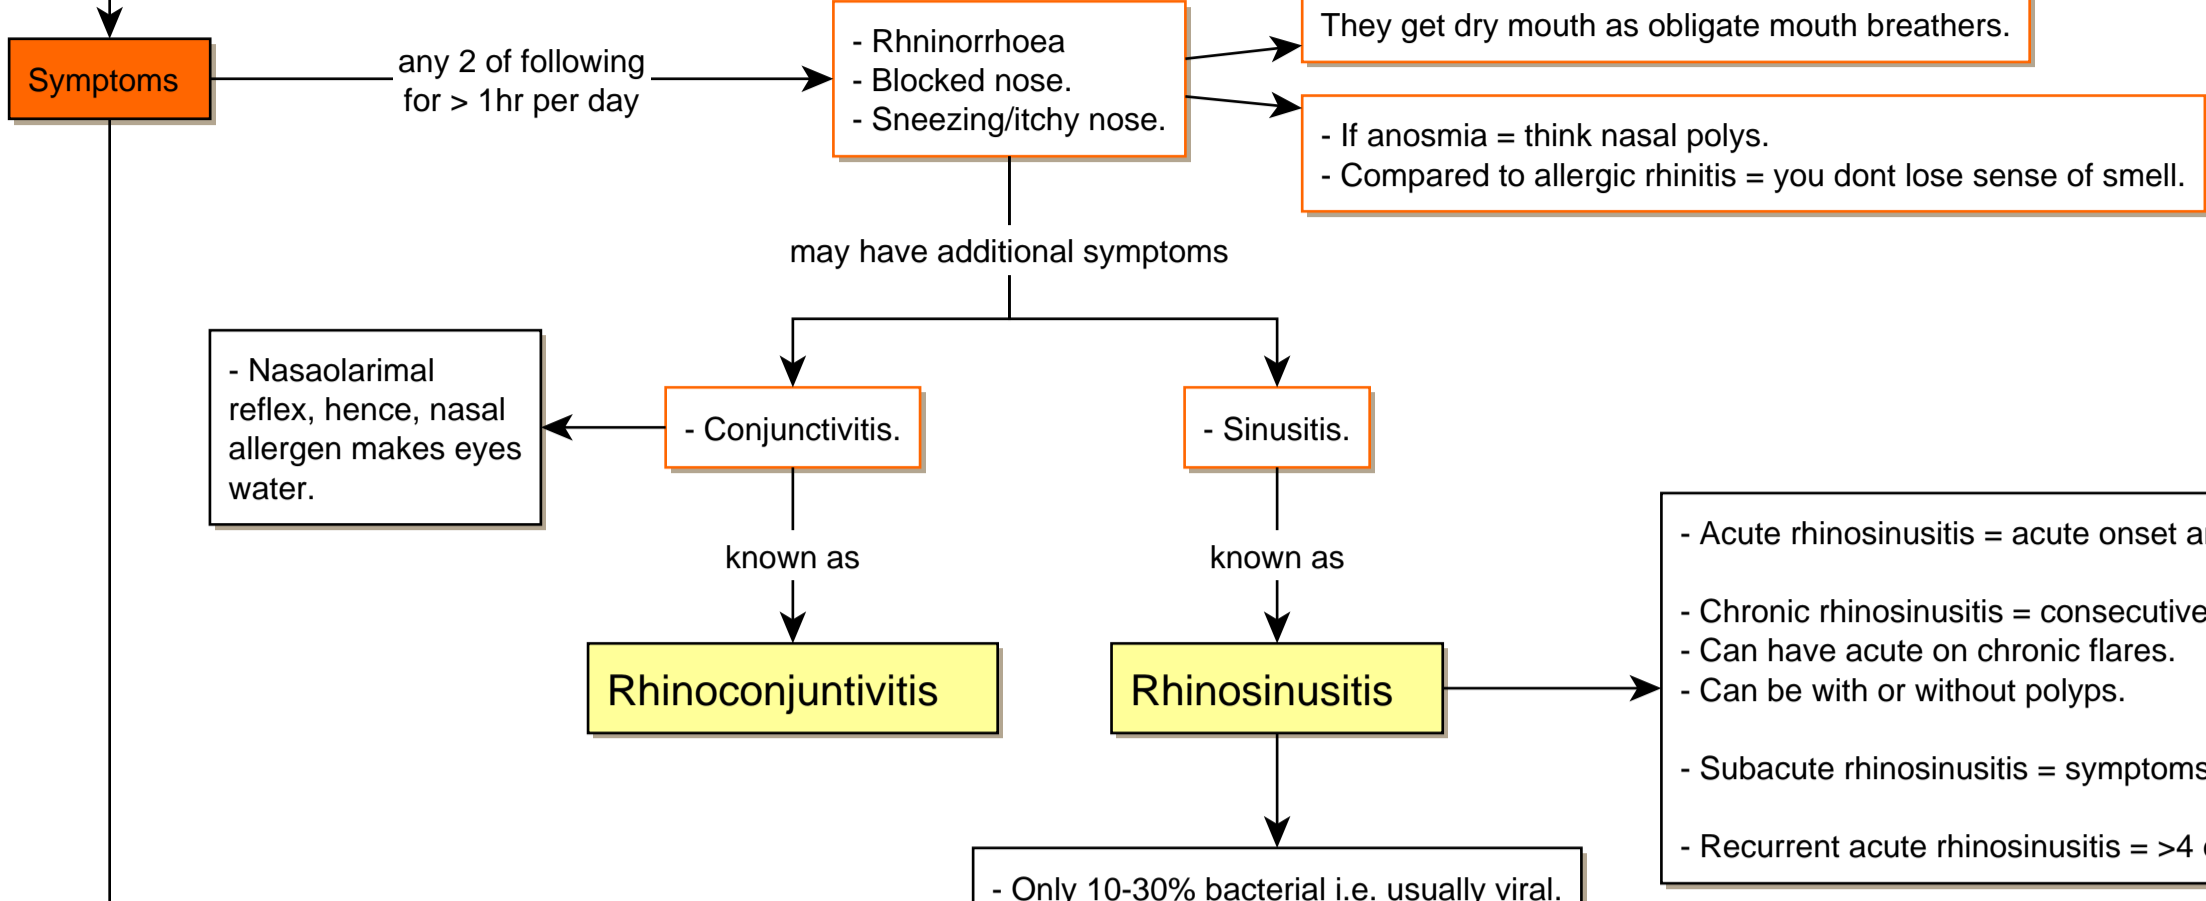 They get dry mouth as obligate mouth breathers.
Symptoms
any 2 of following
for > 1hr per day
- Rhninorrhoea
- Blocked nose.
- Sneezing/itchy nose.
- If anosmia = think nasal polys.
- Compared to allergic rhinitis = you dont lose sense of smell.
may have additional symptoms
- Nasaolarimal
reflex, hence, nasal
allergen makes eyes
water.
- Conjunctivitis.
- Sinusitis.
known as
known as
Rhinoconjuntivitis
Rhinosinusitis
- Acute rhinosinusitis = acute onset
- Chronic rhinosinusitis = consecutive
- Can have acute on chronic flares.
- Can be with or without polyps.
- Subacute rhinosinusitis = symptoms
- Recurrent acute rhinosinusitis = >4
- Only 10-30% bacterial i.e. usually viral.